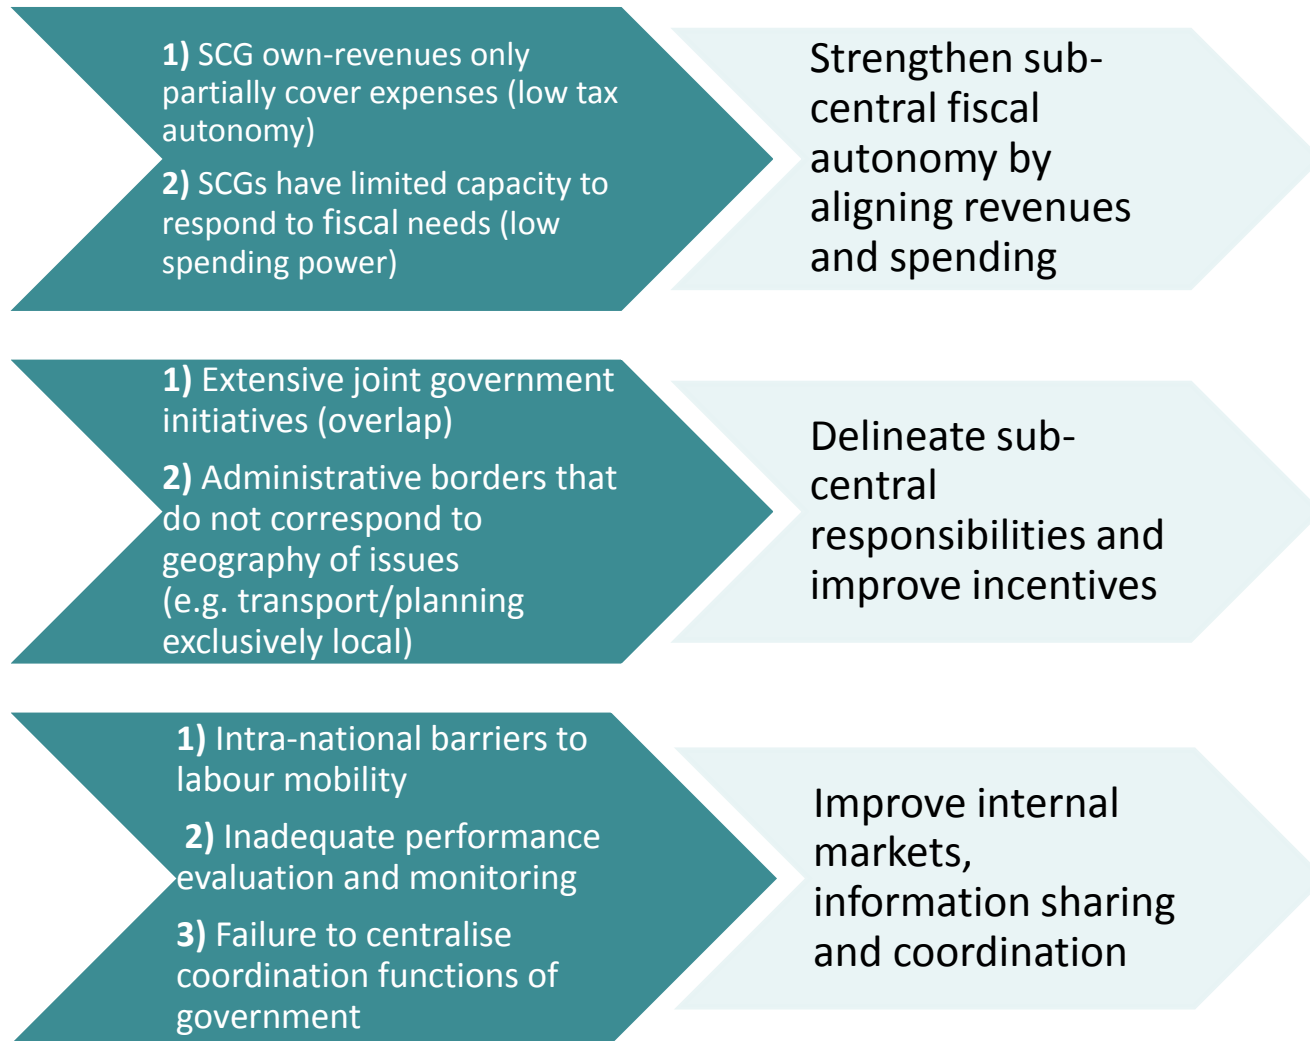 1) SCG own-revenues only
partially cover expenses (low tax
autonomy)
2) SCGs have limited capacity to
respond to fiscal needs (low
spending power)
Strengthen sub-
central fiscal
autonomy by
aligning revenues
and spending
1) Extensive joint government
initiatives (overlap)
2) Administrative borders that
do not correspond to
geography of issues
(e.g. transport/planning
exclusively local)
Delineate sub-
central
responsibilities and
improve incentives
1) Intra-national barriers to
labour mobility
2) Inadequate performance
evaluation and monitoring
3) Failure to centralise
coordination functions of
government
Improve internal
markets,
information sharing
and coordination